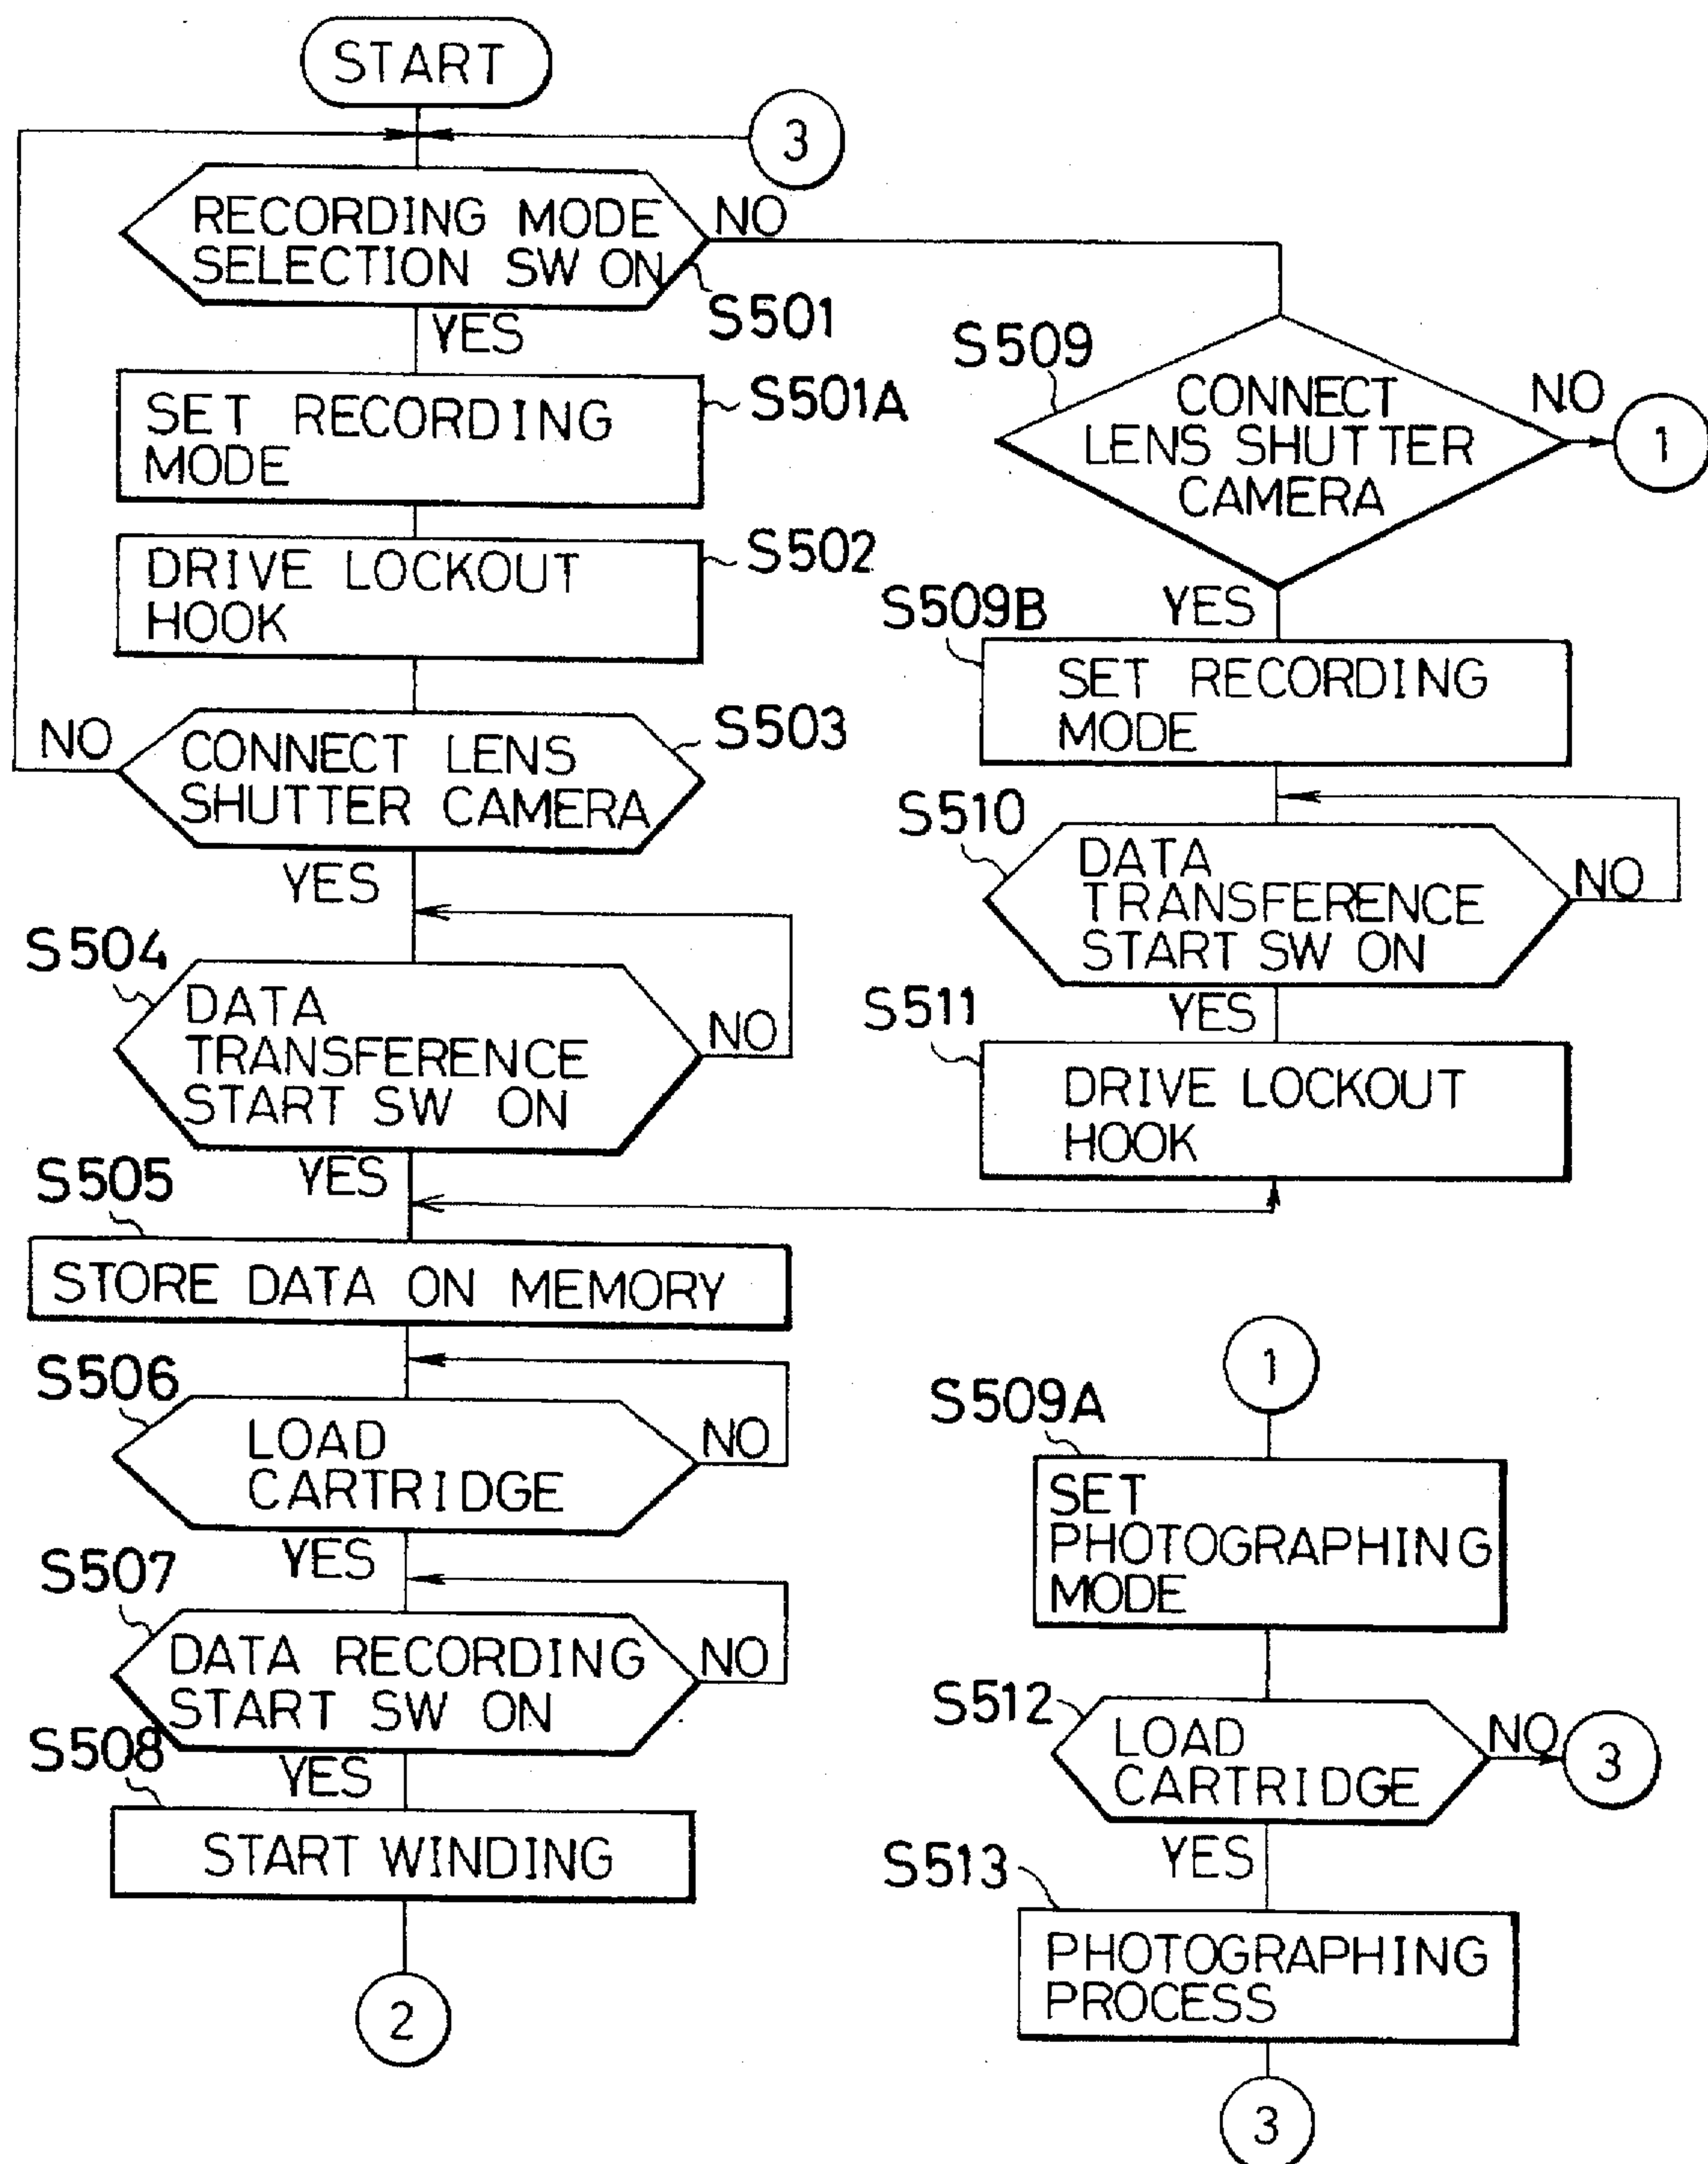 START
3
RECORDING MODE
SELECTION SW ON
NO
S501
YES
SET RECORDING
MODE
S501A
DRIVE LOCKOUT
HOOK
S502
NO
CONNECT LENS
SHUTTER CAMERA
S503
YES
S504
DATA
TRANSFERENCE
START SW ON
NO
YES
S505
STORE DATA ON MEMORY
S506
LOAD
CARTRIDGE
NO
YES
S507
DATA RECORDING
START SW ON
NO
S508
YES
START WINDING
2
S509
CONNECT
LENS SHUTTER
CAMERA
NO
1
YES
S509B
SET RECORDING
MODE
S510
DATA
TRANSFERENCE
START SW ON
NO
YES
S511
DRIVE LOCKOUT
HOOK
1
S509A
SET
PHOTOGRAPHING
MODE
S512
LOAD
CARTRIDGE
NO
3
YES
S513
PHOTOGRAPHING
PROCESS
3